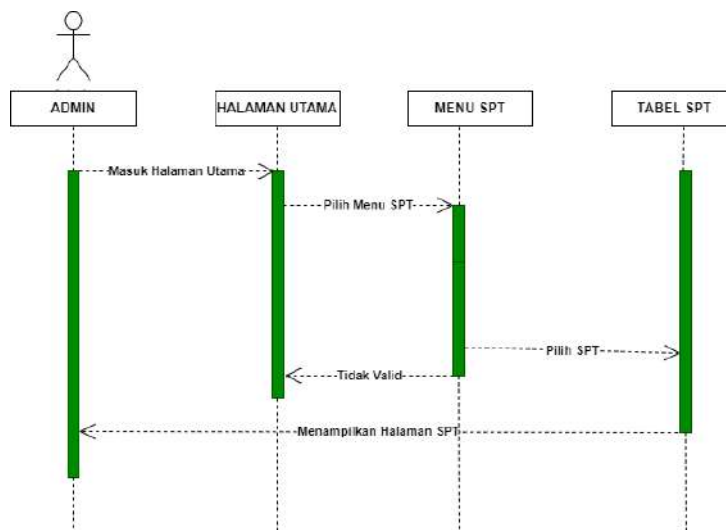 ADMIN
HALAMAN UTAMA
MENU SPT
TABEL SPT
Masuk Halaman Utama
Pilih Menu SPT
Pilih SPT
Tidak Valid
Menampilkan Halaman SPT